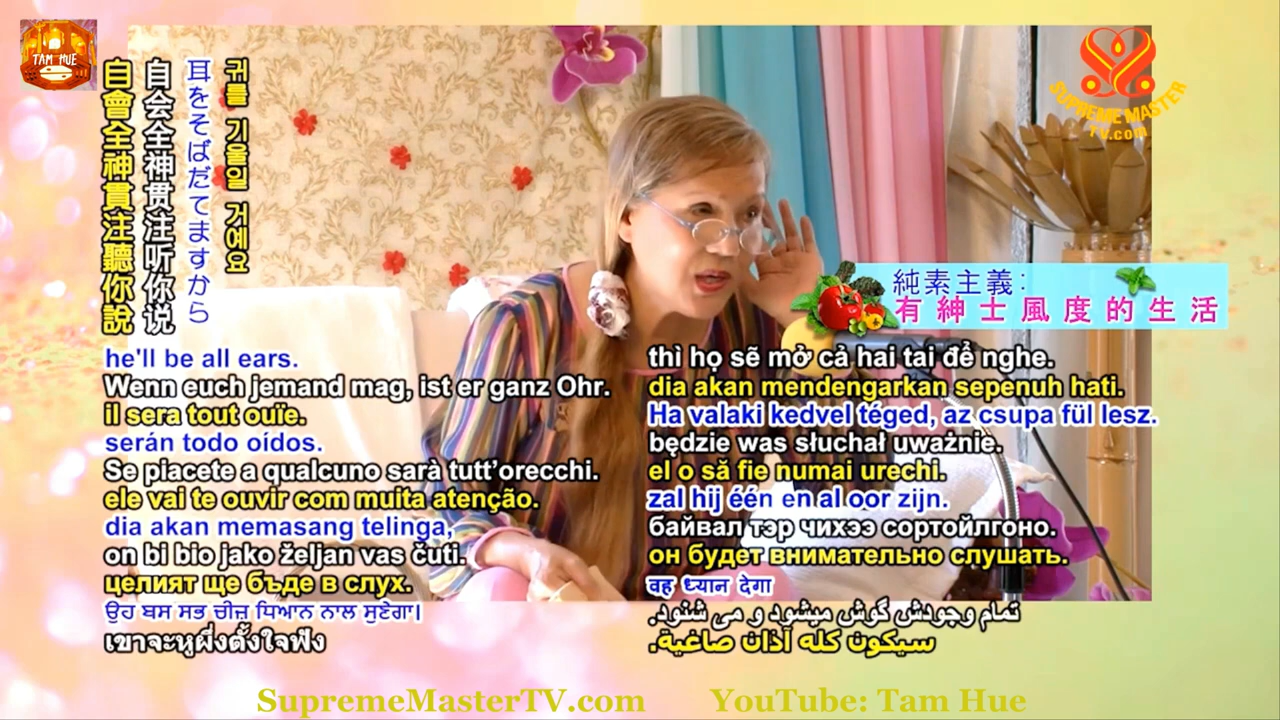 TAM HUE
SUPREME MASTER
TV.com
自會全神貫注聽你說
自会全神贯注听你说
耳をそばだてますから
귀를 기울일 거예요
純素主義:
有紳士風度的生活
he'll be all ears.
Wenn euch jemand mag, ist er ganz Ohr.
il sera tout ouïe.
serán todo oídos.
Se piacete a qualcuno sarà tutt’orecchi.
ele vai te ouvir com muita atenção.
dia akan memasang telinga,
on bi bio jako željan vas čuti.
целият ще бъде в слух.
ਉਹ ਬਸ ਸਭ ਚੀਜ਼ ਧਿਆਨ ਨਾਲ ਸੁਣੇਗਾ।
เขาจะหูผึ่งตั้งใจฟัง
thì họ sẽ mở cả hai tai để nghe.
dia akan mendengarkan sepenuh hati.
Ha valaki kedvel téged, az csupa fül lesz.
będzie was słuchał uważnie.
el o să fie numai urechi.
zal hij één en al oor zijn.
байвал тэр чихээ сортойлгоно.
он будет внимательно слушать.
वह ध्यान देगा
تمام وجودش گوش میشود و می شنود.
سيكون كله آذان صاغية.
SupremeMasterTV.com
YouTube: Tam Hue